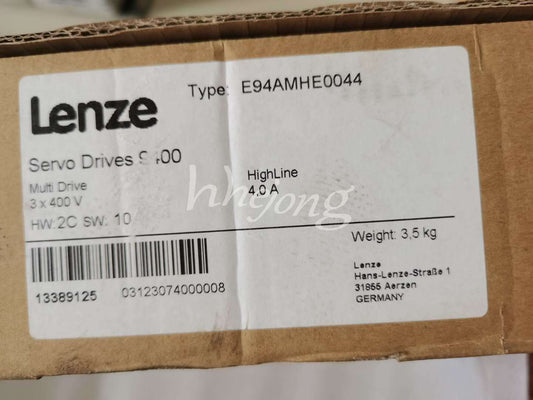 Lenze
Type: E94AMHE0044
Servo Drives 9400
Multi Drive
3 x 400 V
HighLine
4,0 A
HW: 2C SW: 10
hhyong
Weight: 3,5 kg
13389125 03123074000008
Lenze
Hans-Lenze-Straße 1
31855 Aerzen
GERMANY